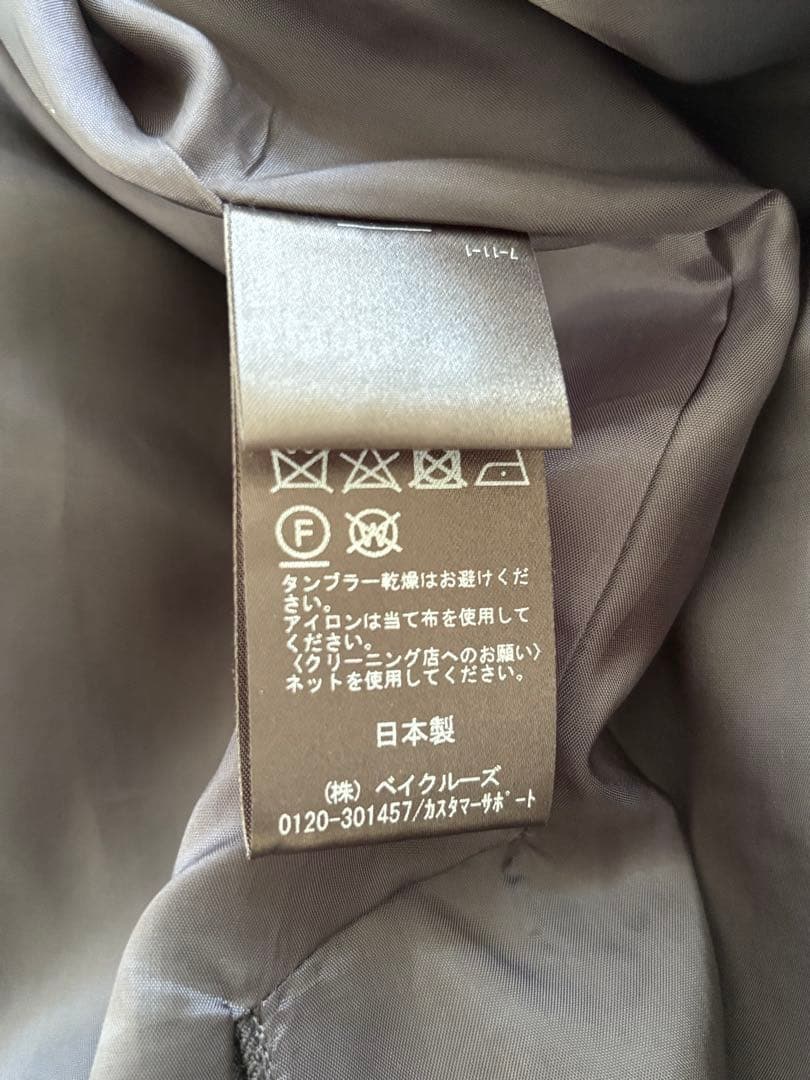 7-11-1
F
W
タンブラー乾燥はお避けくだ
さい。
アイロンは当て布を使用して
ください。
〈クリーニング店へのお願い〉
ネットを使用してください。
日本製
(株) ベイクルーズ
0120-301457/カスタマーサポート